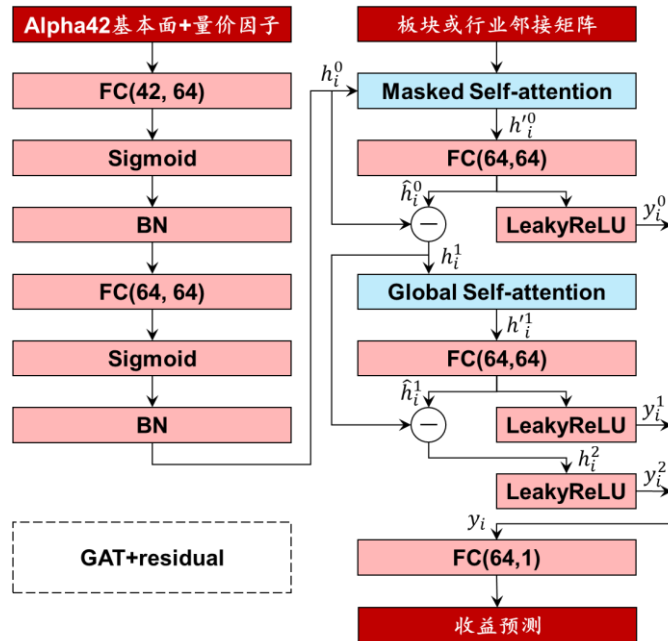 Alpha42基本面+量价因子
FC(42, 64)
Sigmoid
BN
FC(64, 64)
Sigmoid
BN
GAT+residual
板块或行业邻接矩阵
h_i^0
Masked Self-attention
h'_i^0
FC(64,64)
ĥ_i^0
−
LeakyReLU
y_i^0
h_i^1
Global Self-attention
h'_i^1
FC(64,64)
ĥ_i^1
−
LeakyReLU
y_i^1
h_i^2
LeakyReLU
y_i^2
y_i
FC(64,1)
收益预测